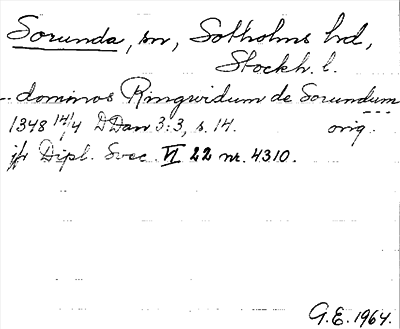 Sorunda, sn, Sotholms hd,
Stockh. l.
-- dominos Ringwidum de Sorundum
1348 14/4 DDan 3:3, s. 14. orig.
jfr Dipl. Svec. VI 22 nr. 4310.
G.E. 1964.